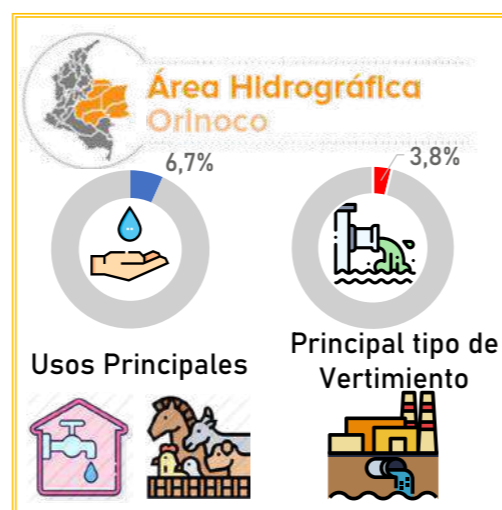 Área Hidrográfica
Orinoco
6,7%
3,8%
Usos Principales
Principal tipo de
Vertimiento